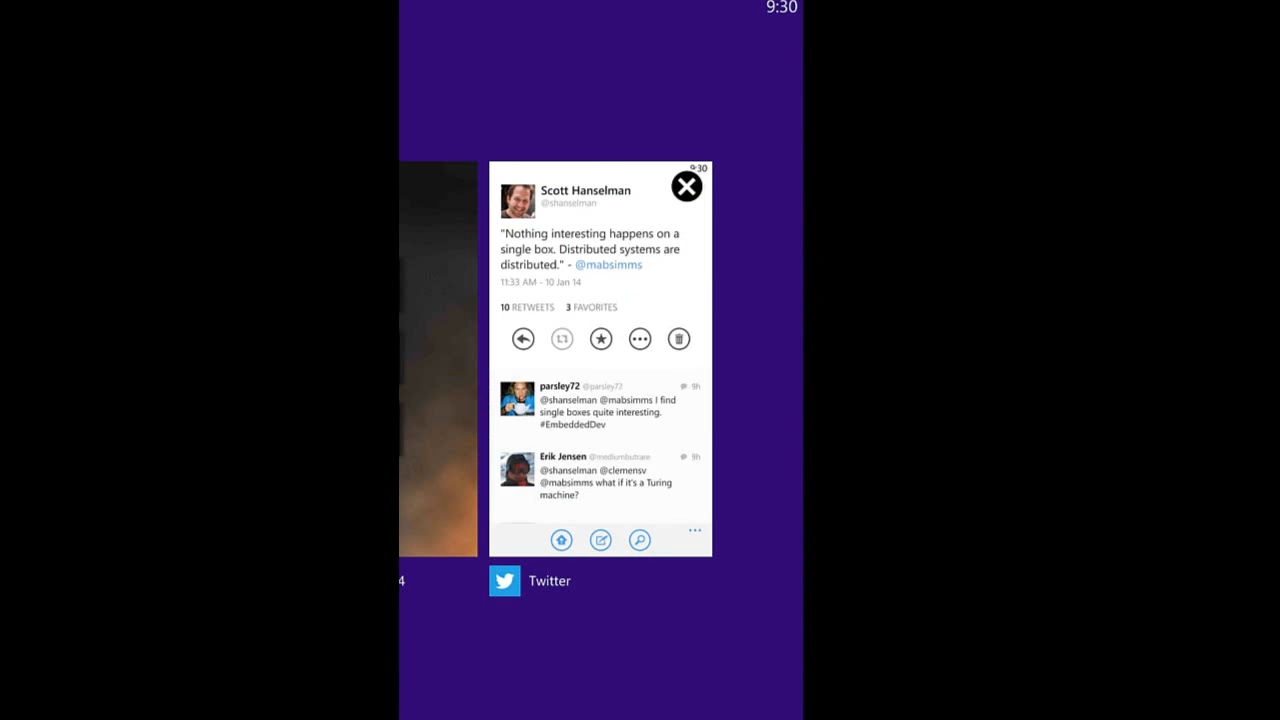 9:30
9:30
Scott Hanselman
@shanselman
"Nothing interesting happens on a
single box. Distributed systems are
distributed." - @mabsimms
11:33 AM - 10 Jan 14
10 RETWEETS 3 FAVORITES
parsley72 @parsley72 9h
@shanselman @mabsimms I find
single boxes quite interesting.
#EmbeddedDev
Erik Jensen @mediumbutrare 9h
@shanselman @clemensv
@mabsimms what if it's a Turing
machine?
4
Twitter